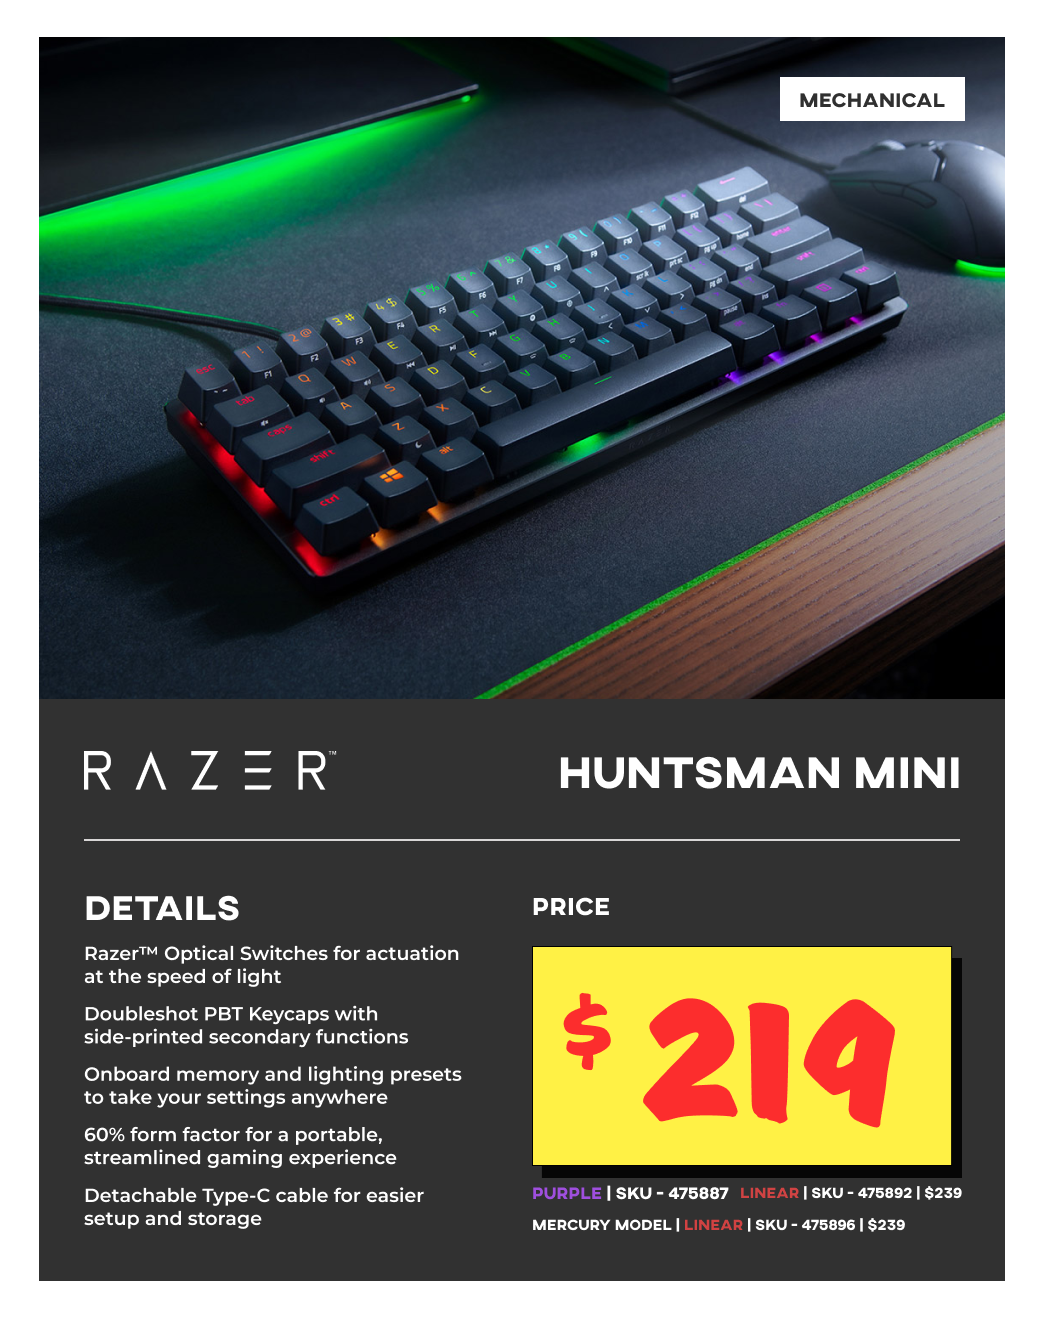 MECHANICAL
RAZER™
HUNTSMAN MINI
DETAILS
Razer™ Optical Switches for actuation
at the speed of light
Doubleshot PBT Keycaps with
side-printed secondary functions
Onboard memory and lighting presets
to take your settings anywhere
60% form factor for a portable,
streamlined gaming experience
Detachable Type-C cable for easier
setup and storage
PRICE
$219
PURPLE | SKU - 475887 LINEAR | SKU - 475892 | $239
MERCURY MODEL | LINEAR | SKU - 475896 | $239